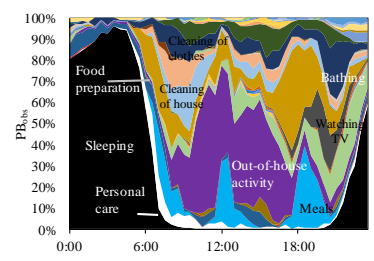 100%
90%
80%
70%
60%
50%
40%
30%
20%
10%
0%
PBobs
0:00
6:00
12:00
18:00
Cleaning of
clothes
Food
preparation
Bathing
Cleaning
of house
Watching
TV
Sleeping
Out-of-house
activity
Personal
care
Meals